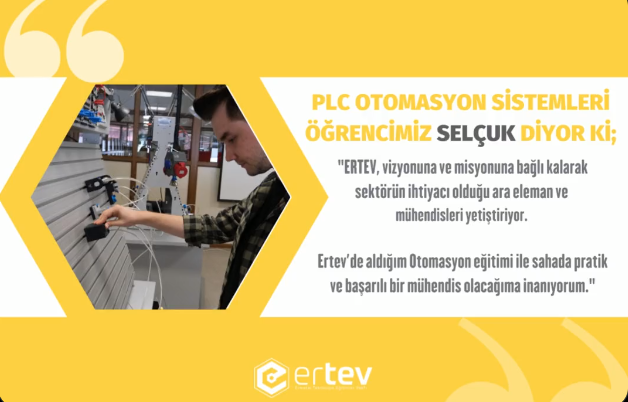 PLC OTOMASYON SİSTEMLERİ
ÖĞRENCİMİZ SELÇUK DİYOR Kİ;
"ERTEV, vizyonuna ve misyonuna bağlı kalarak
sektörün ihtiyacı olduğu ara eleman ve
mühendisleri yetiştiriyor.
Ertev'de aldığım Otomasyon eğitimi ile sahada pratik
ve başarılı bir mühendis olacağıma inanıyorum."
ertev